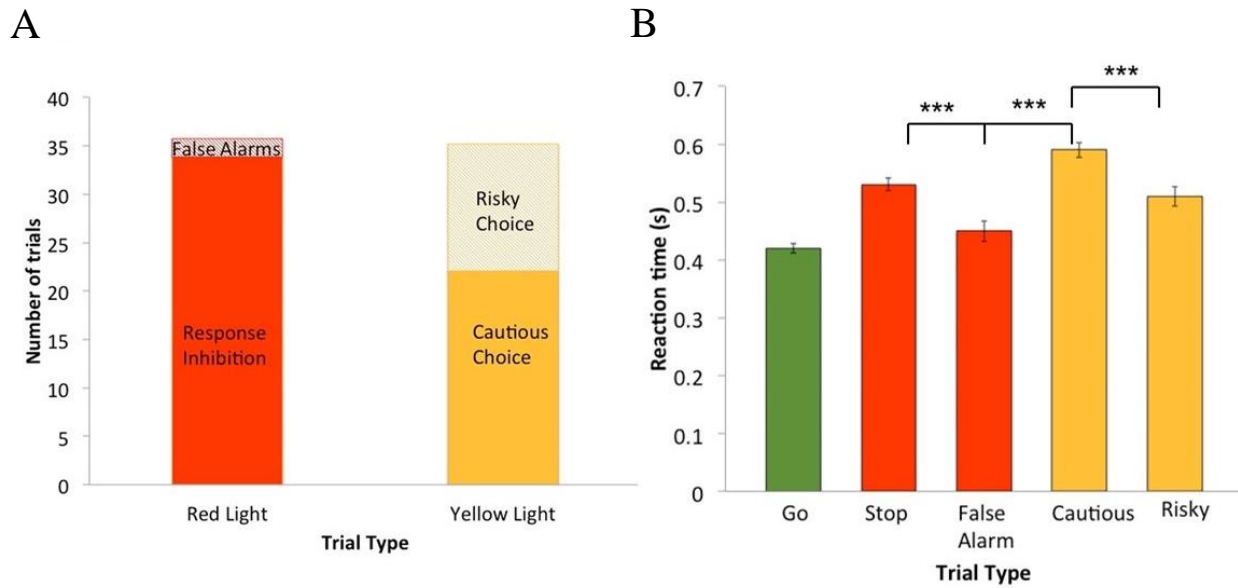 A
Number of trials
40
35
30
25
20
15
10
5
0
False Alarms
Response
Inhibition
Risky
Choice
Cautious
Choice
Red Light
Yellow Light
Trial Type
B
Reaction time (s)
0.7
0.6
0.5
0.4
0.3
0.2
0.1
0
***
***
***
Go
Stop
False
Alarm
Cautious
Risky
Trial Type